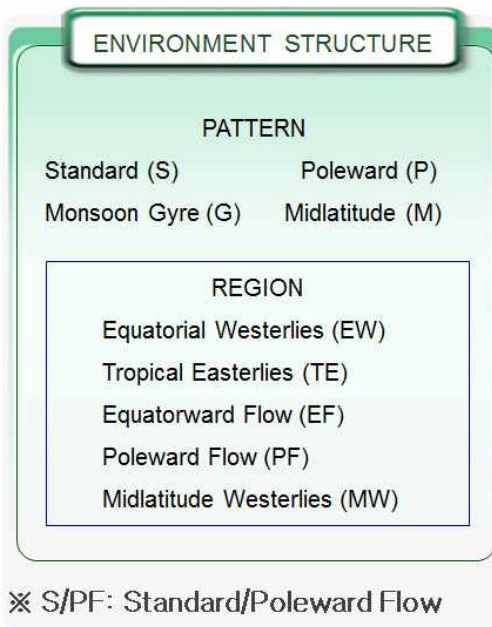 ENVIRONMENT STRUCTURE
PATTERN
Standard (S) Poleward (P)
Monsoon Gyre (G) Midlatitude (M)
REGION
Equatorial Westerlies (EW)
Tropical Easterlies (TE)
Equatorward Flow (EF)
Poleward Flow (PF)
Midlatitude Westerlies (MW)
※ S/PF: Standard/Poleward Flow